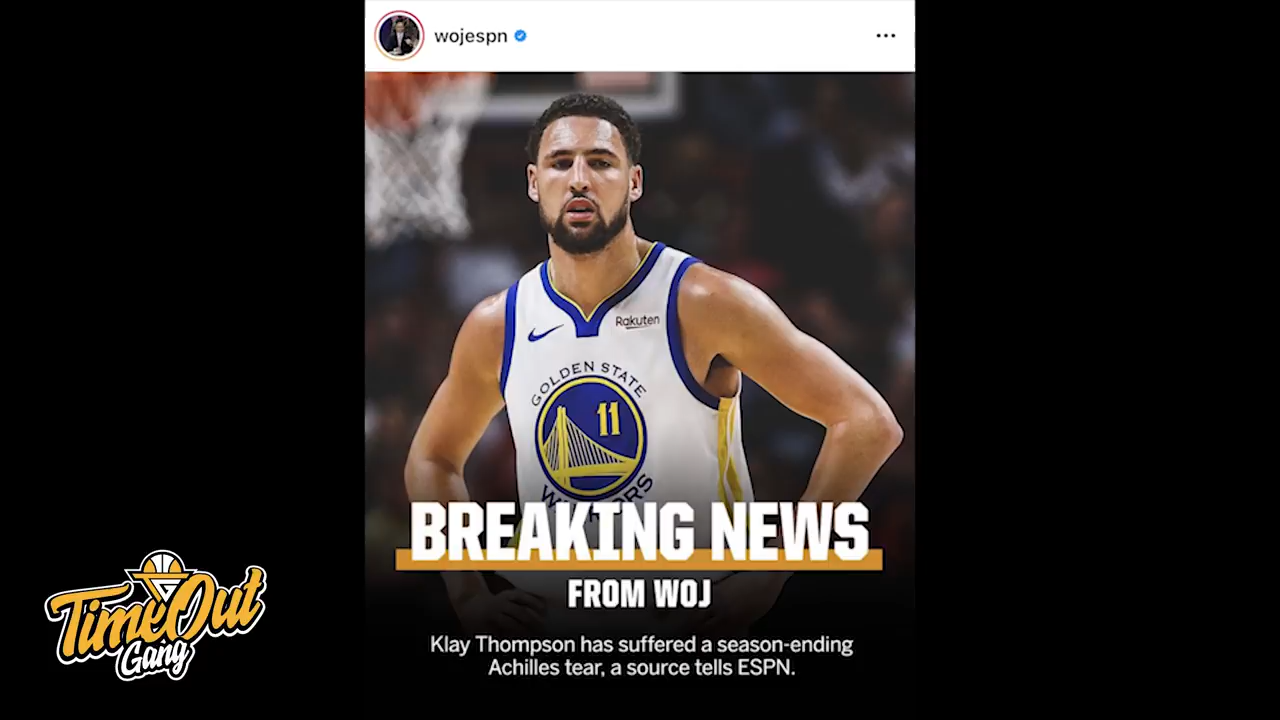 wojespn
Rakuten
GOLDEN STATE
11
WARRIORS
BREAKING NEWS
FROM WOJ
Klay Thompson has suffered a season-ending
Achilles tear, a source tells ESPN.
TimeOut
Gang